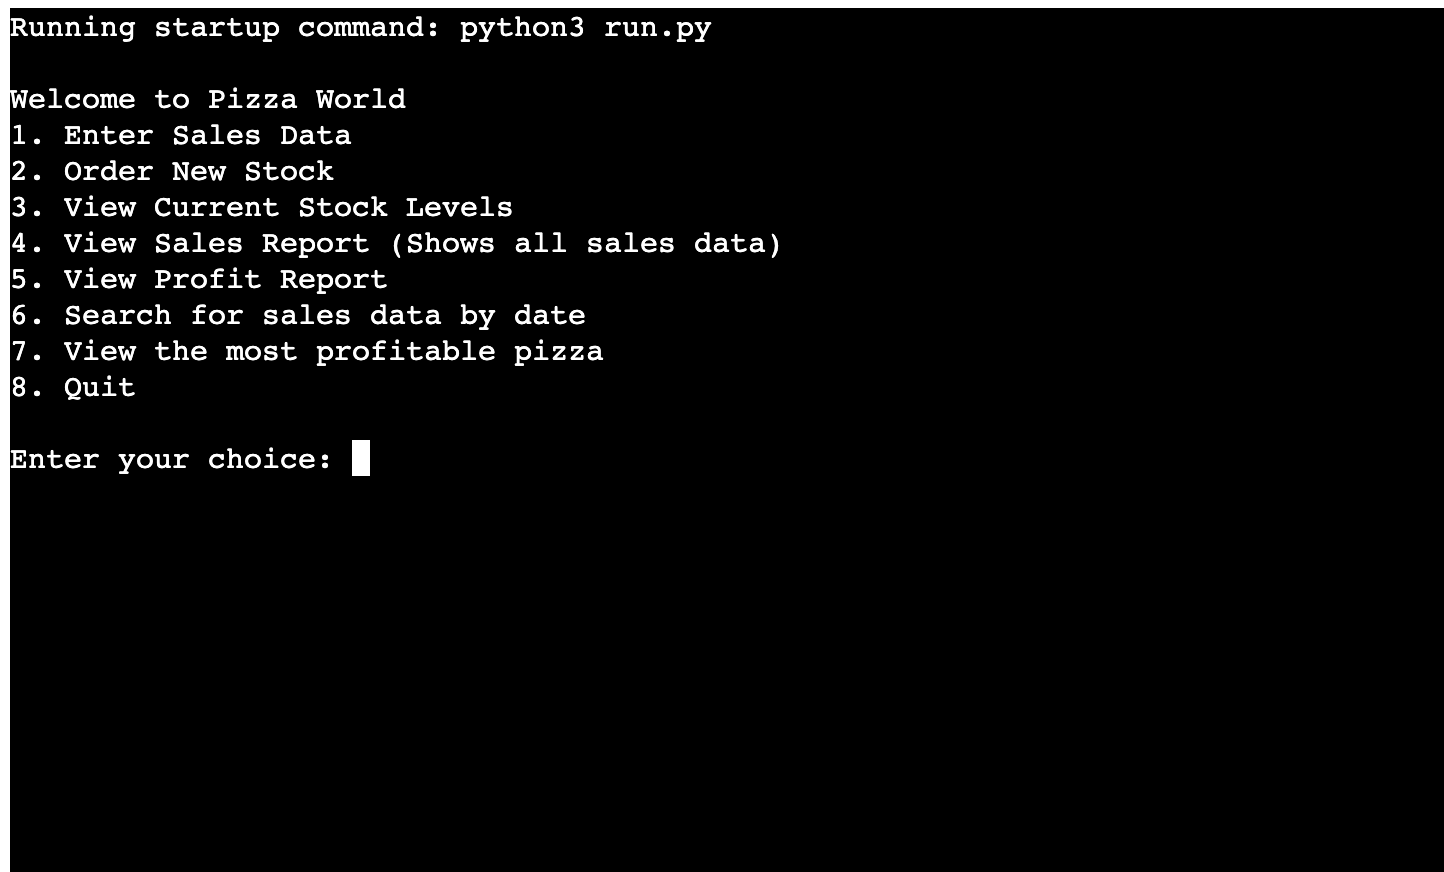 Running startup command: python3 run.py
Welcome to Pizza World
1. Enter Sales Data
2. Order New Stock
3. View Current Stock Levels
4. View Sales Report (Shows all sales data)
5. View Profit Report
6. Search for sales data by date
7. View the most profitable pizza
8. Quit
Enter your choice: